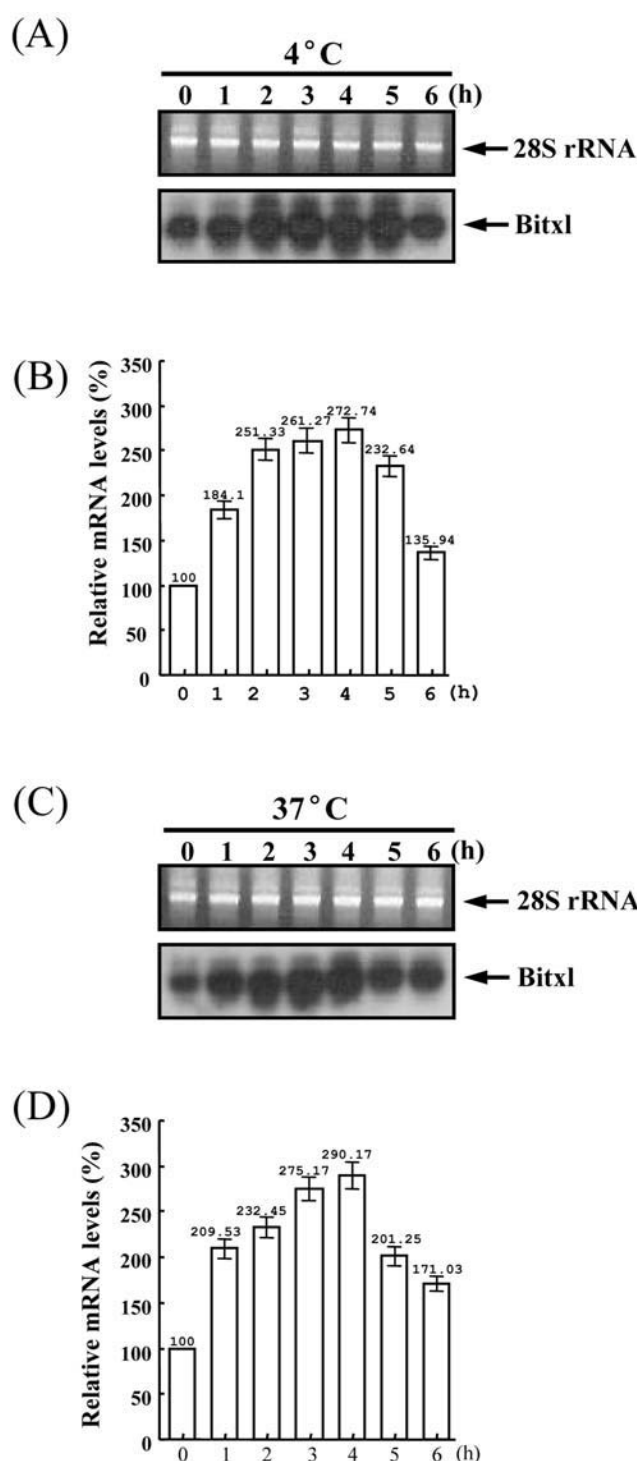 (A)
4°C
0 1 2 3 4 5 6 (h)
28S rRNA
Bitxl
(B)
Relative mRNA levels (%)
350
300
250
200
150
100
50
0
100
184.1
251.33
261.27
272.74
232.64
135.94
0 1 2 3 4 5 6 (h)
(C)
37°C
0 1 2 3 4 5 6 (h)
28S rRNA
Bitxl
(D)
Relative mRNA levels (%)
350
300
250
200
150
100
50
0
100
209.53
232.45
275.17
290.17
201.25
171.03
0 1 2 3 4 5 6 (h)